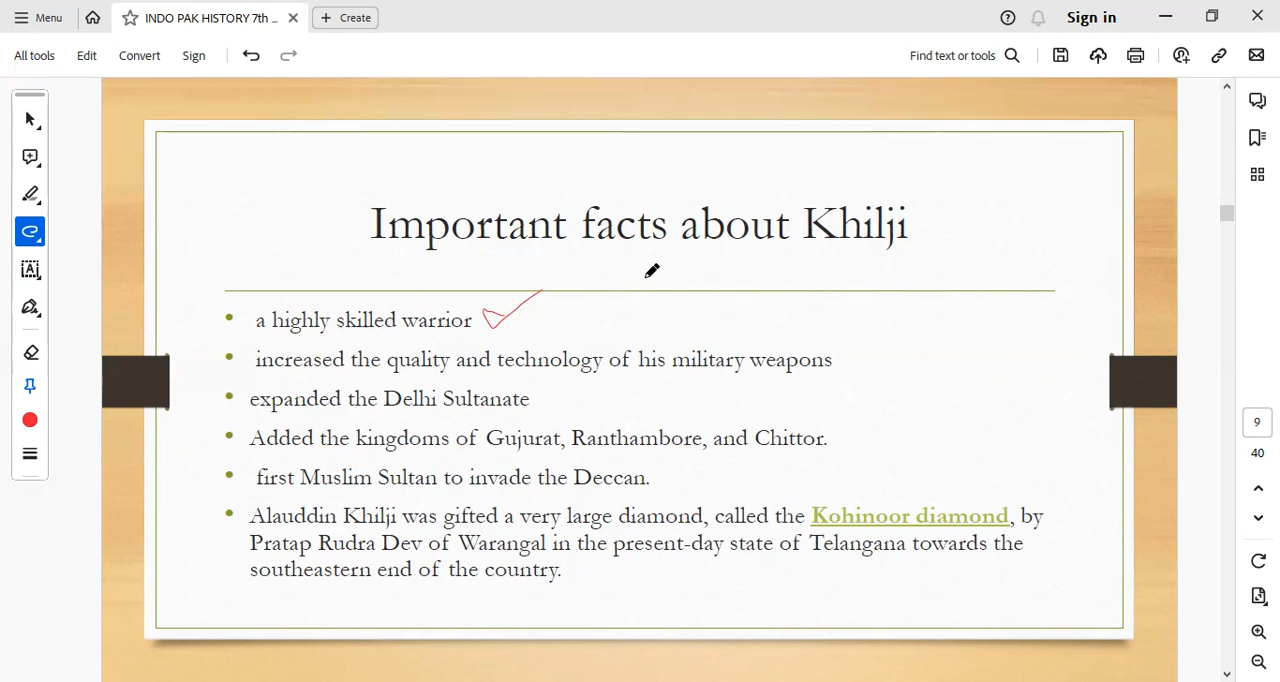 Menu
INDO PAK HISTORY 7th ...
Create
Sign in
All tools
Edit
Convert
Sign
Find text or tools
Important facts about Khilji
• a highly skilled warrior
• increased the quality and technology of his military weapons
• expanded the Delhi Sultanate
• Added the kingdoms of Gujurat, Ranthambore, and Chittor.
• first Muslim Sultan to invade the Deccan.
• Alauddin Khilji was gifted a very large diamond, called the Kohinoor diamond, by
Pratap Rudra Dev of Warangal in the present-day state of Telangana towards the
southeastern end of the country.
9
40